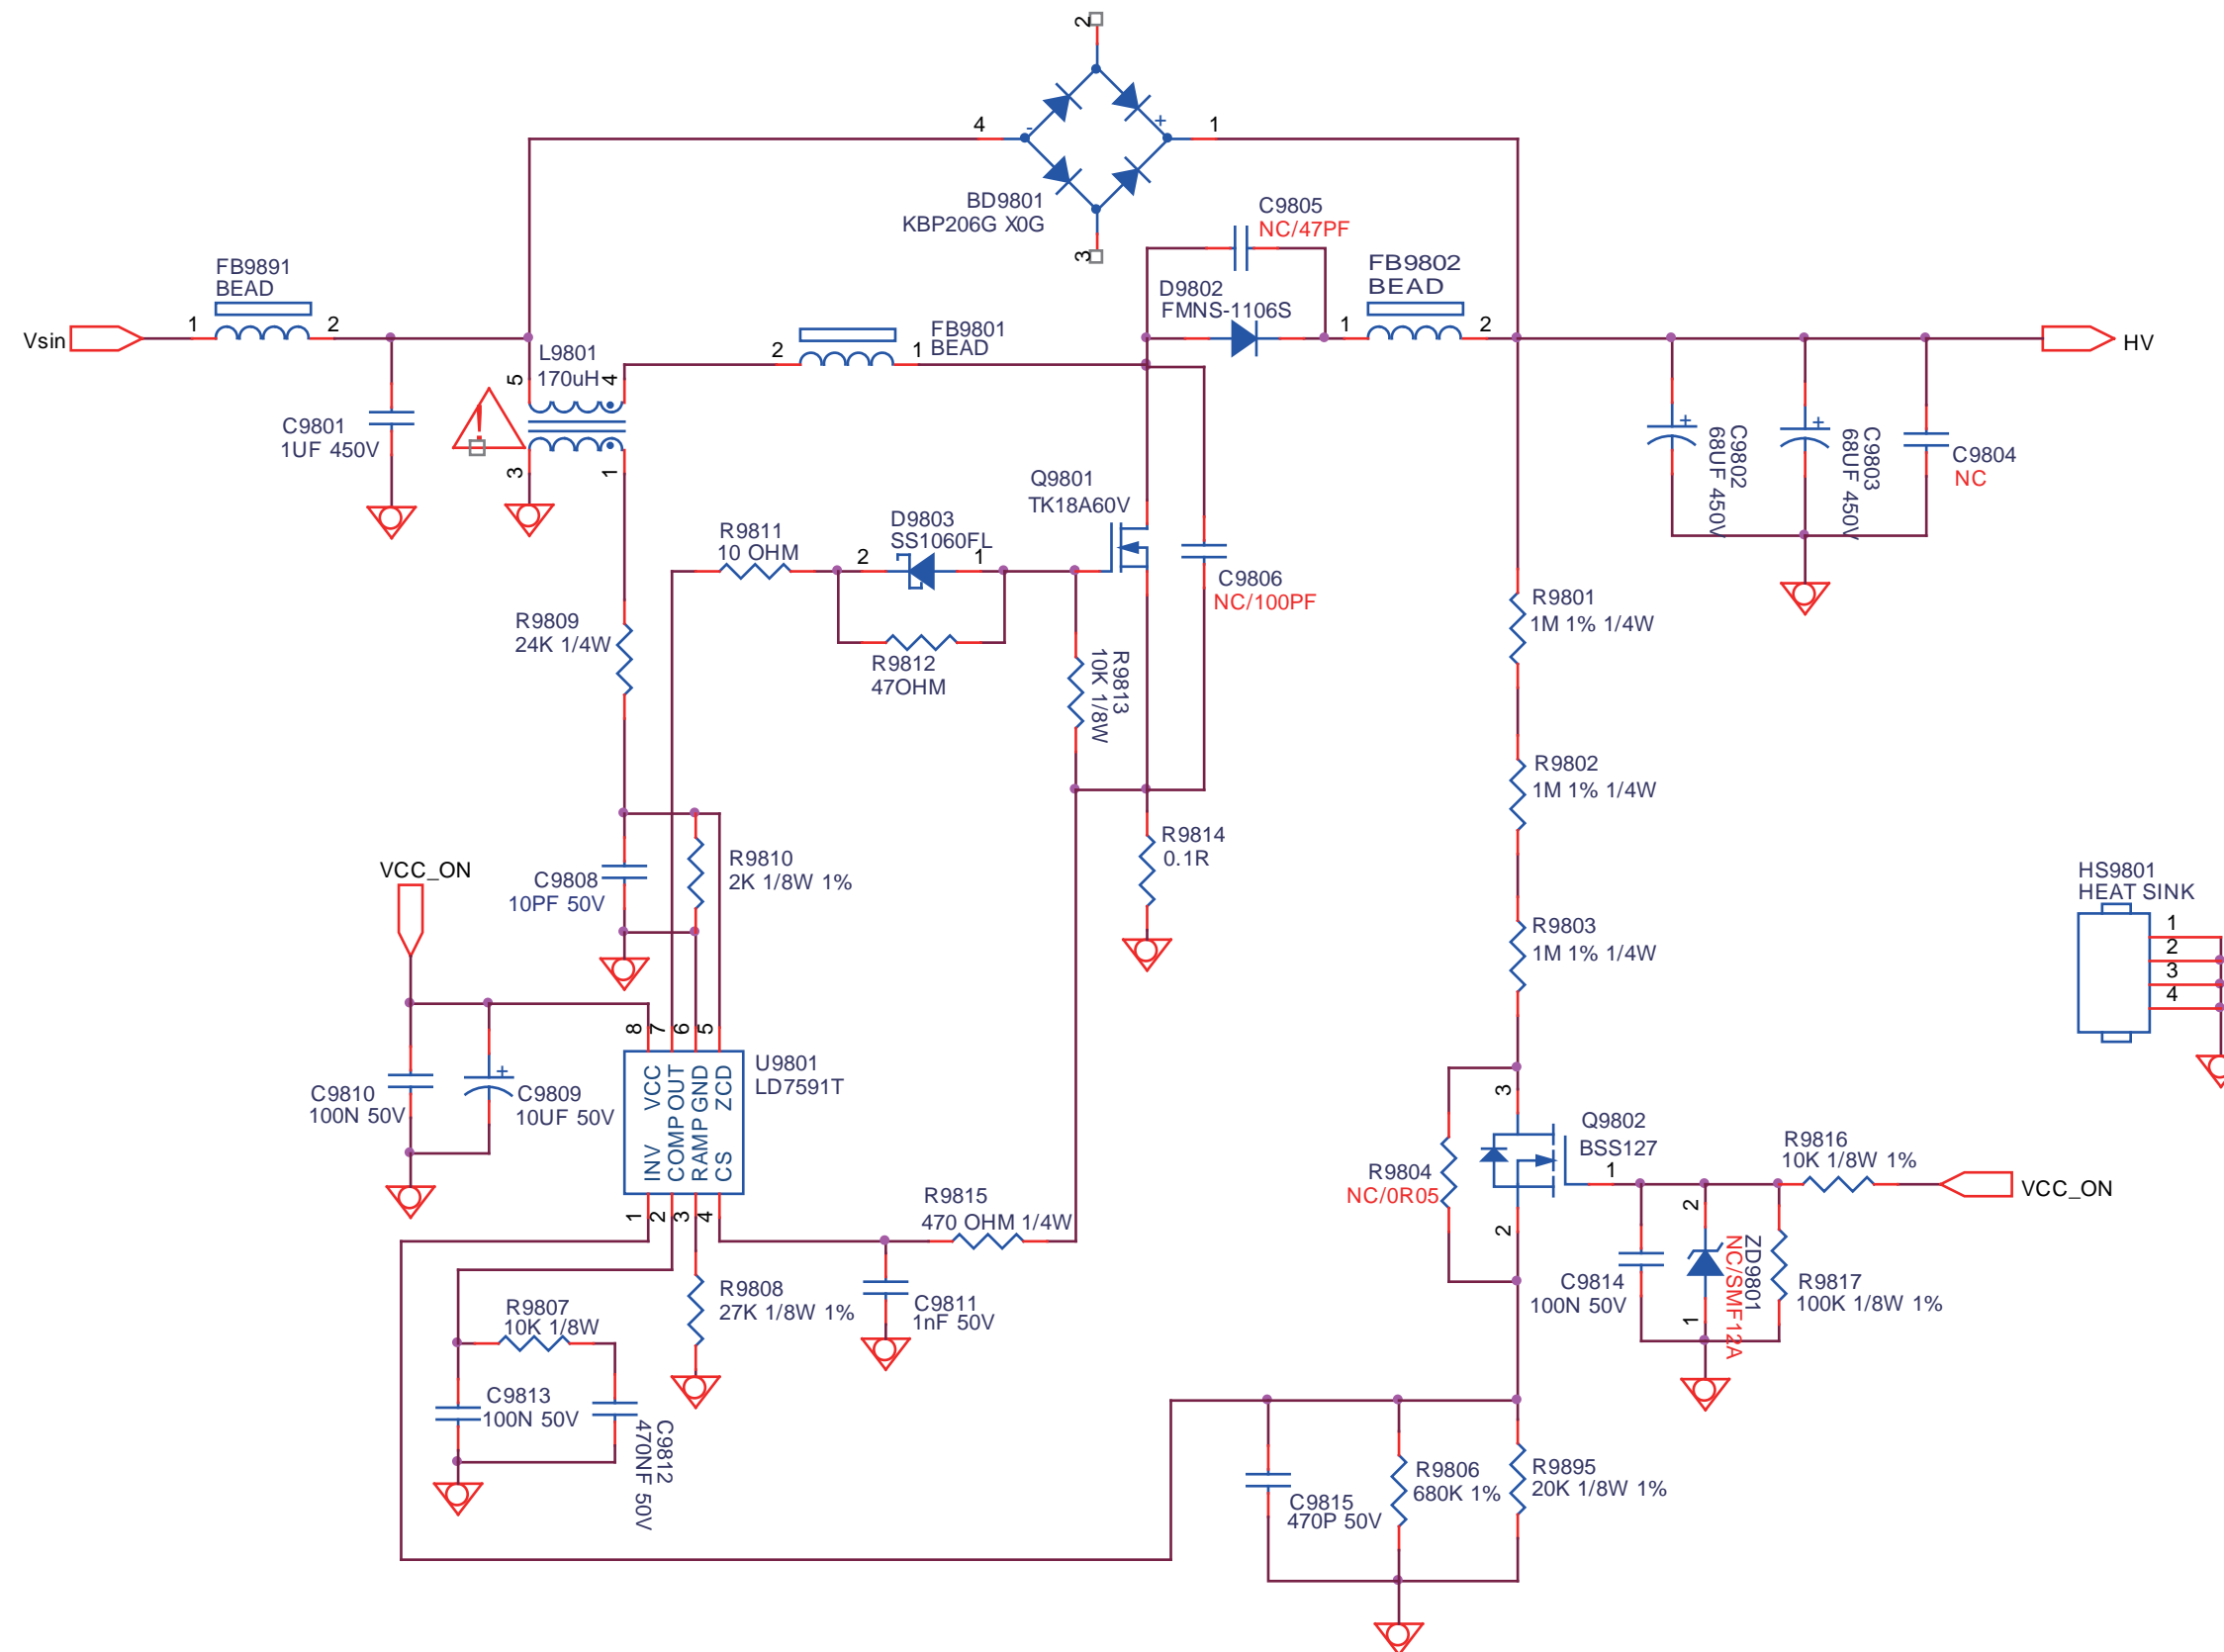 2
4
-
+
1
BD9801
KBP206G X0G
3
C9805
NC/47PF
FB9891
BEAD
FB9802
BEAD
D9802
FMNS-1106S
Vsin
1
2
FB9801
BEAD
2
1
1
2
HV
L9801
170uH
5
4
!
3
1
C9801
1UF 450V
+
C9802
68UF 450V
+
C9803
68UF 450V
C9804
NC
Q9801
TK18A60V
R9811
10 OHM
D9803
SS1060FL
2
1
C9806
NC/100PF
R9809
24K 1/4W
R9812
47OHM
R9813
10K 1/8W
R9801
1M 1% 1/4W
R9802
1M 1% 1/4W
R9814
0.1R
R9810
2K 1/8W 1%
C9808
10PF 50V
VCC_ON
R9803
1M 1% 1/4W
HS9801
HEAT SINK
1
2
3
4
8
7
6
5
U9801
LD7591T
VCC
OUT
GND
ZCD
INV
COMP
RAMP
CS
1
2
3
4
C9810
100N 50V
+
C9809
10UF 50V
3
Q9802
BSS127
1
2
R9804
NC/0R05
R9816
10K 1/8W 1%
VCC_ON
R9815
470 OHM 1/4W
C9814
100N 50V
2
1
ZD9801
NC/SMF12A
R9817
100K 1/8W 1%
R9808
27K 1/8W 1%
C9811
1nF 50V
R9807
10K 1/8W
C9813
100N 50V
C9812
470NF 50V
C9815
470P 50V
R9806
680K 1%
R9895
20K 1/8W 1%